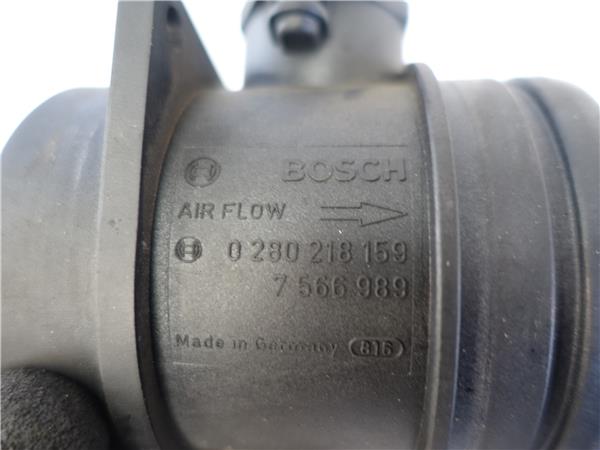 BOSCH
AIR FLOW
0 280 218 159
7 566 989
Made in Germany 816